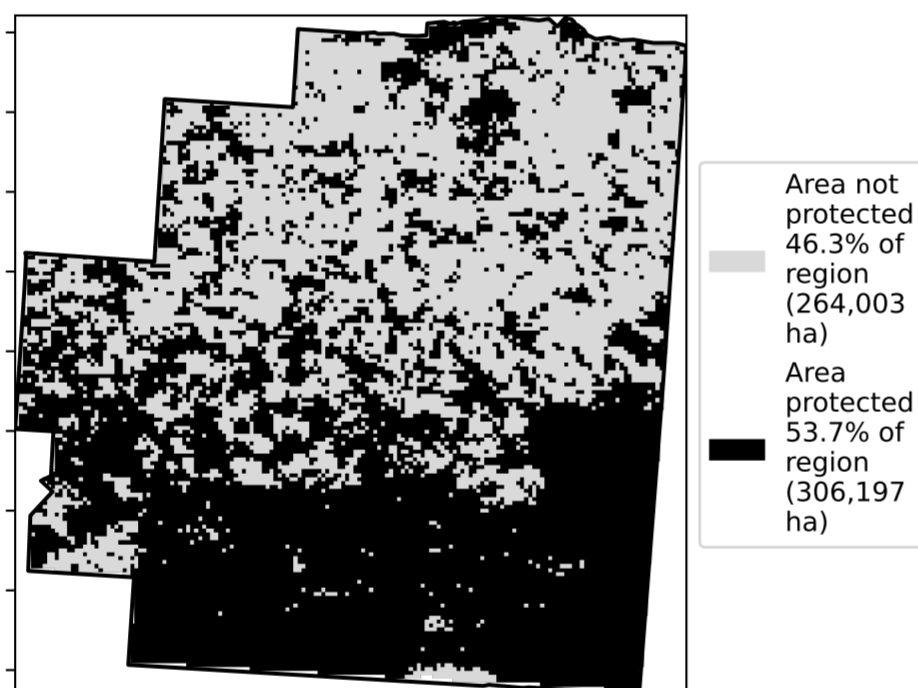 Area not
protected
46.3% of
region
(264,003
ha)
Area
protected
53.7% of
region
(306,197
ha)